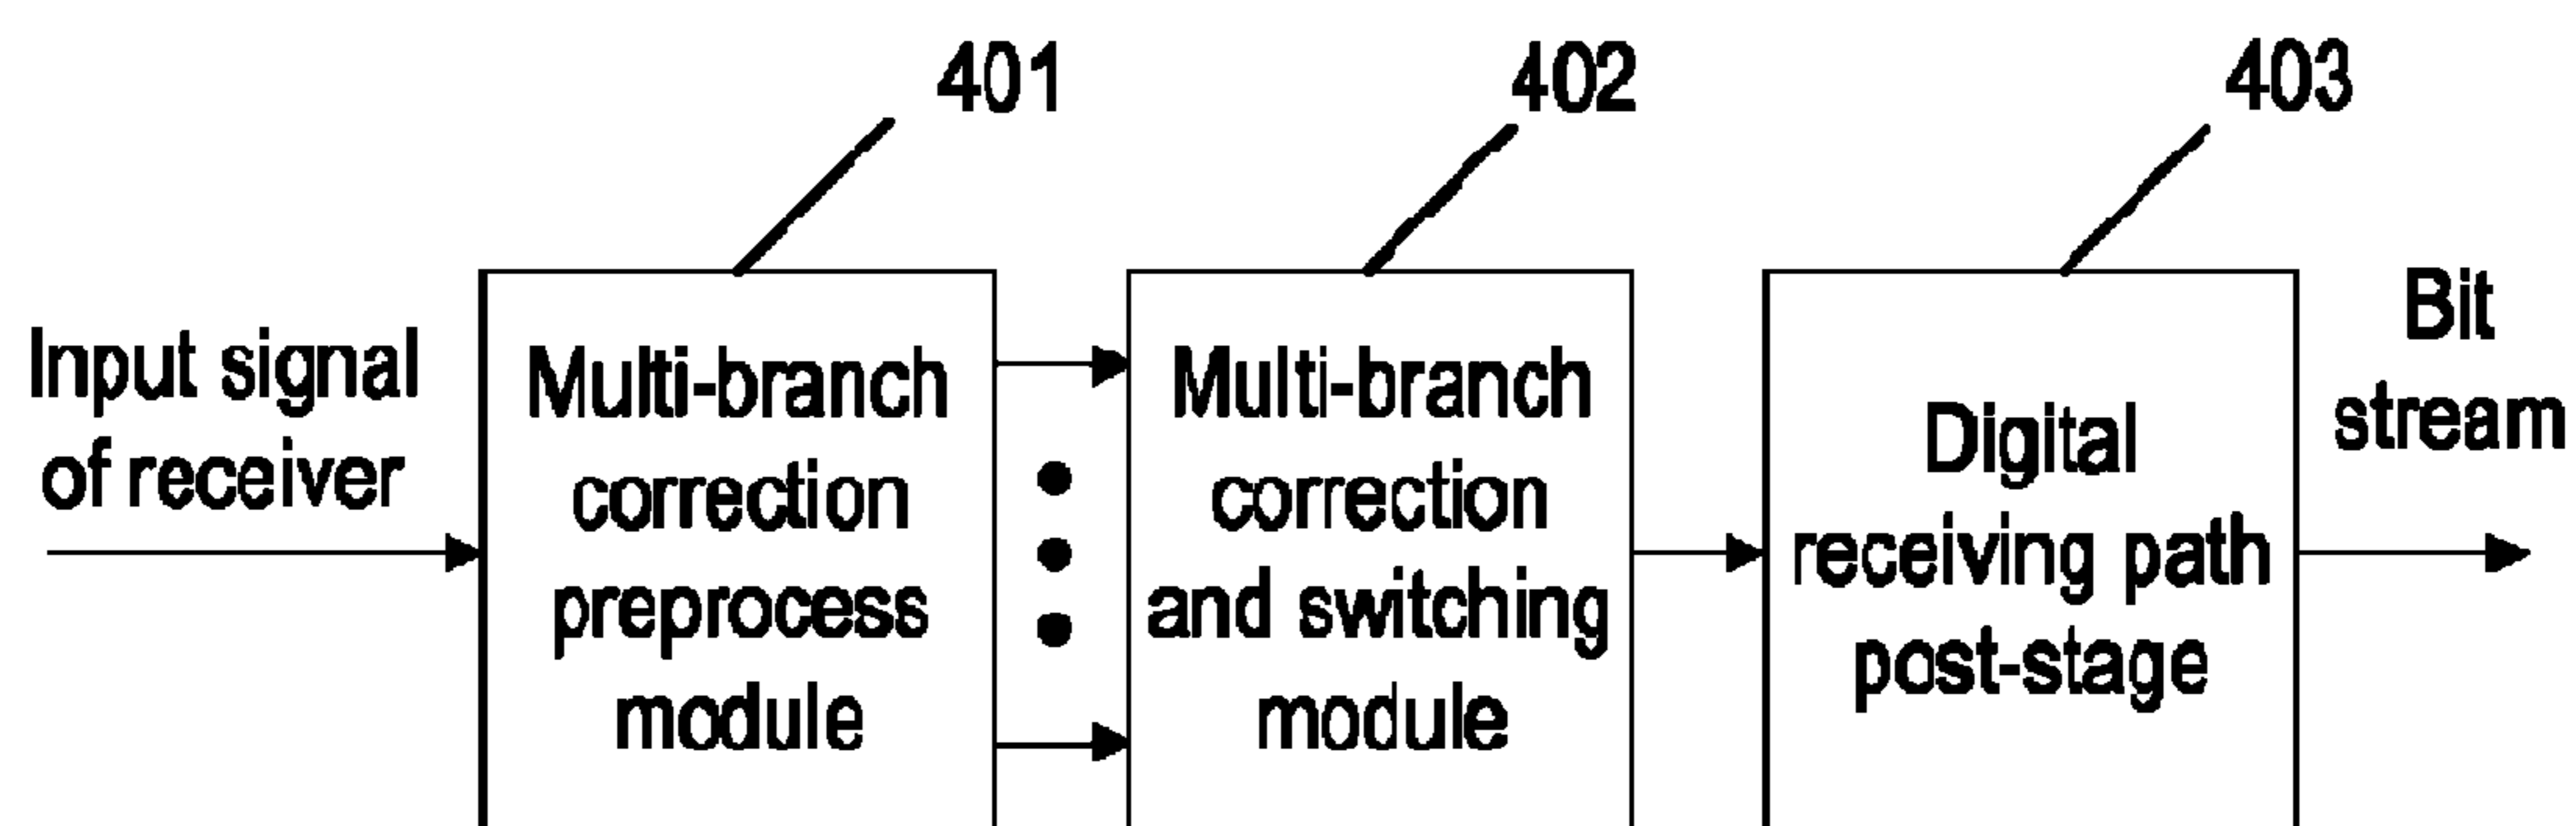 401
402
403
Input signal
of receiver
Multi-branch
correction
preprocess
module
Multi-branch
correction
and switching
module
Digital
receiving path
post-stage
Bit
stream